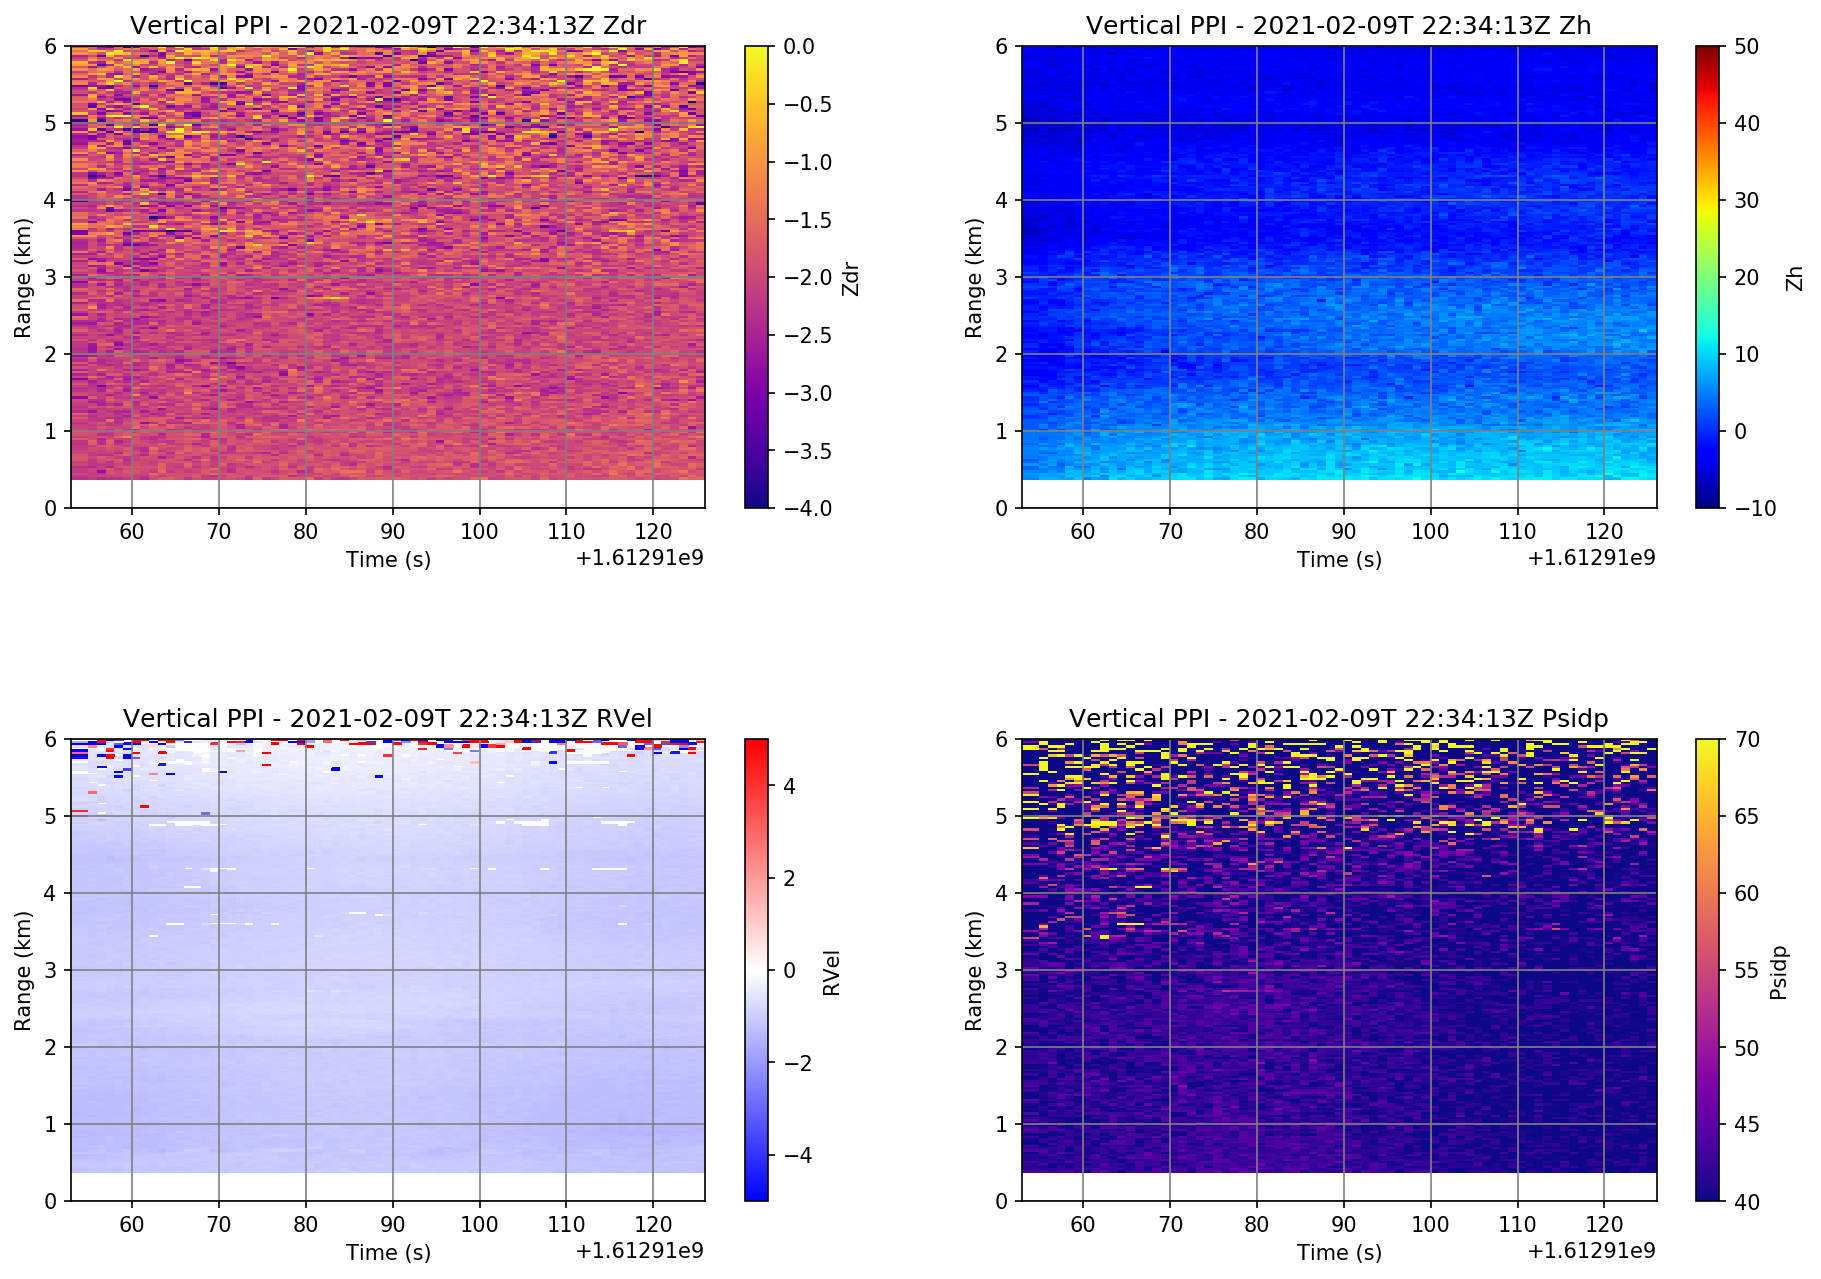 Vertical PPI - 2021-02-09T 22:34:13Z Zdr
6
5
4
3
2
1
0
Range (km)
60 70 80 90 100 110 120
Time (s)
+1.61291e9
0.0
−0.5
−1.0
−1.5
−2.0
−2.5
−3.0
−3.5
−4.0
Zdr
Vertical PPI - 2021-02-09T 22:34:13Z Zh
6
5
4
3
2
1
0
Range (km)
60 70 80 90 100 110 120
Time (s)
+1.61291e9
50
40
30
20
10
0
−10
Zh
Vertical PPI - 2021-02-09T 22:34:13Z RVel
6
5
4
3
2
1
0
Range (km)
60 70 80 90 100 110 120
Time (s)
+1.61291e9
4
2
0
−2
−4
RVel
Vertical PPI - 2021-02-09T 22:34:13Z Psidp
6
5
4
3
2
1
0
Range (km)
60 70 80 90 100 110 120
Time (s)
+1.61291e9
70
65
60
55
50
45
40
Psidp